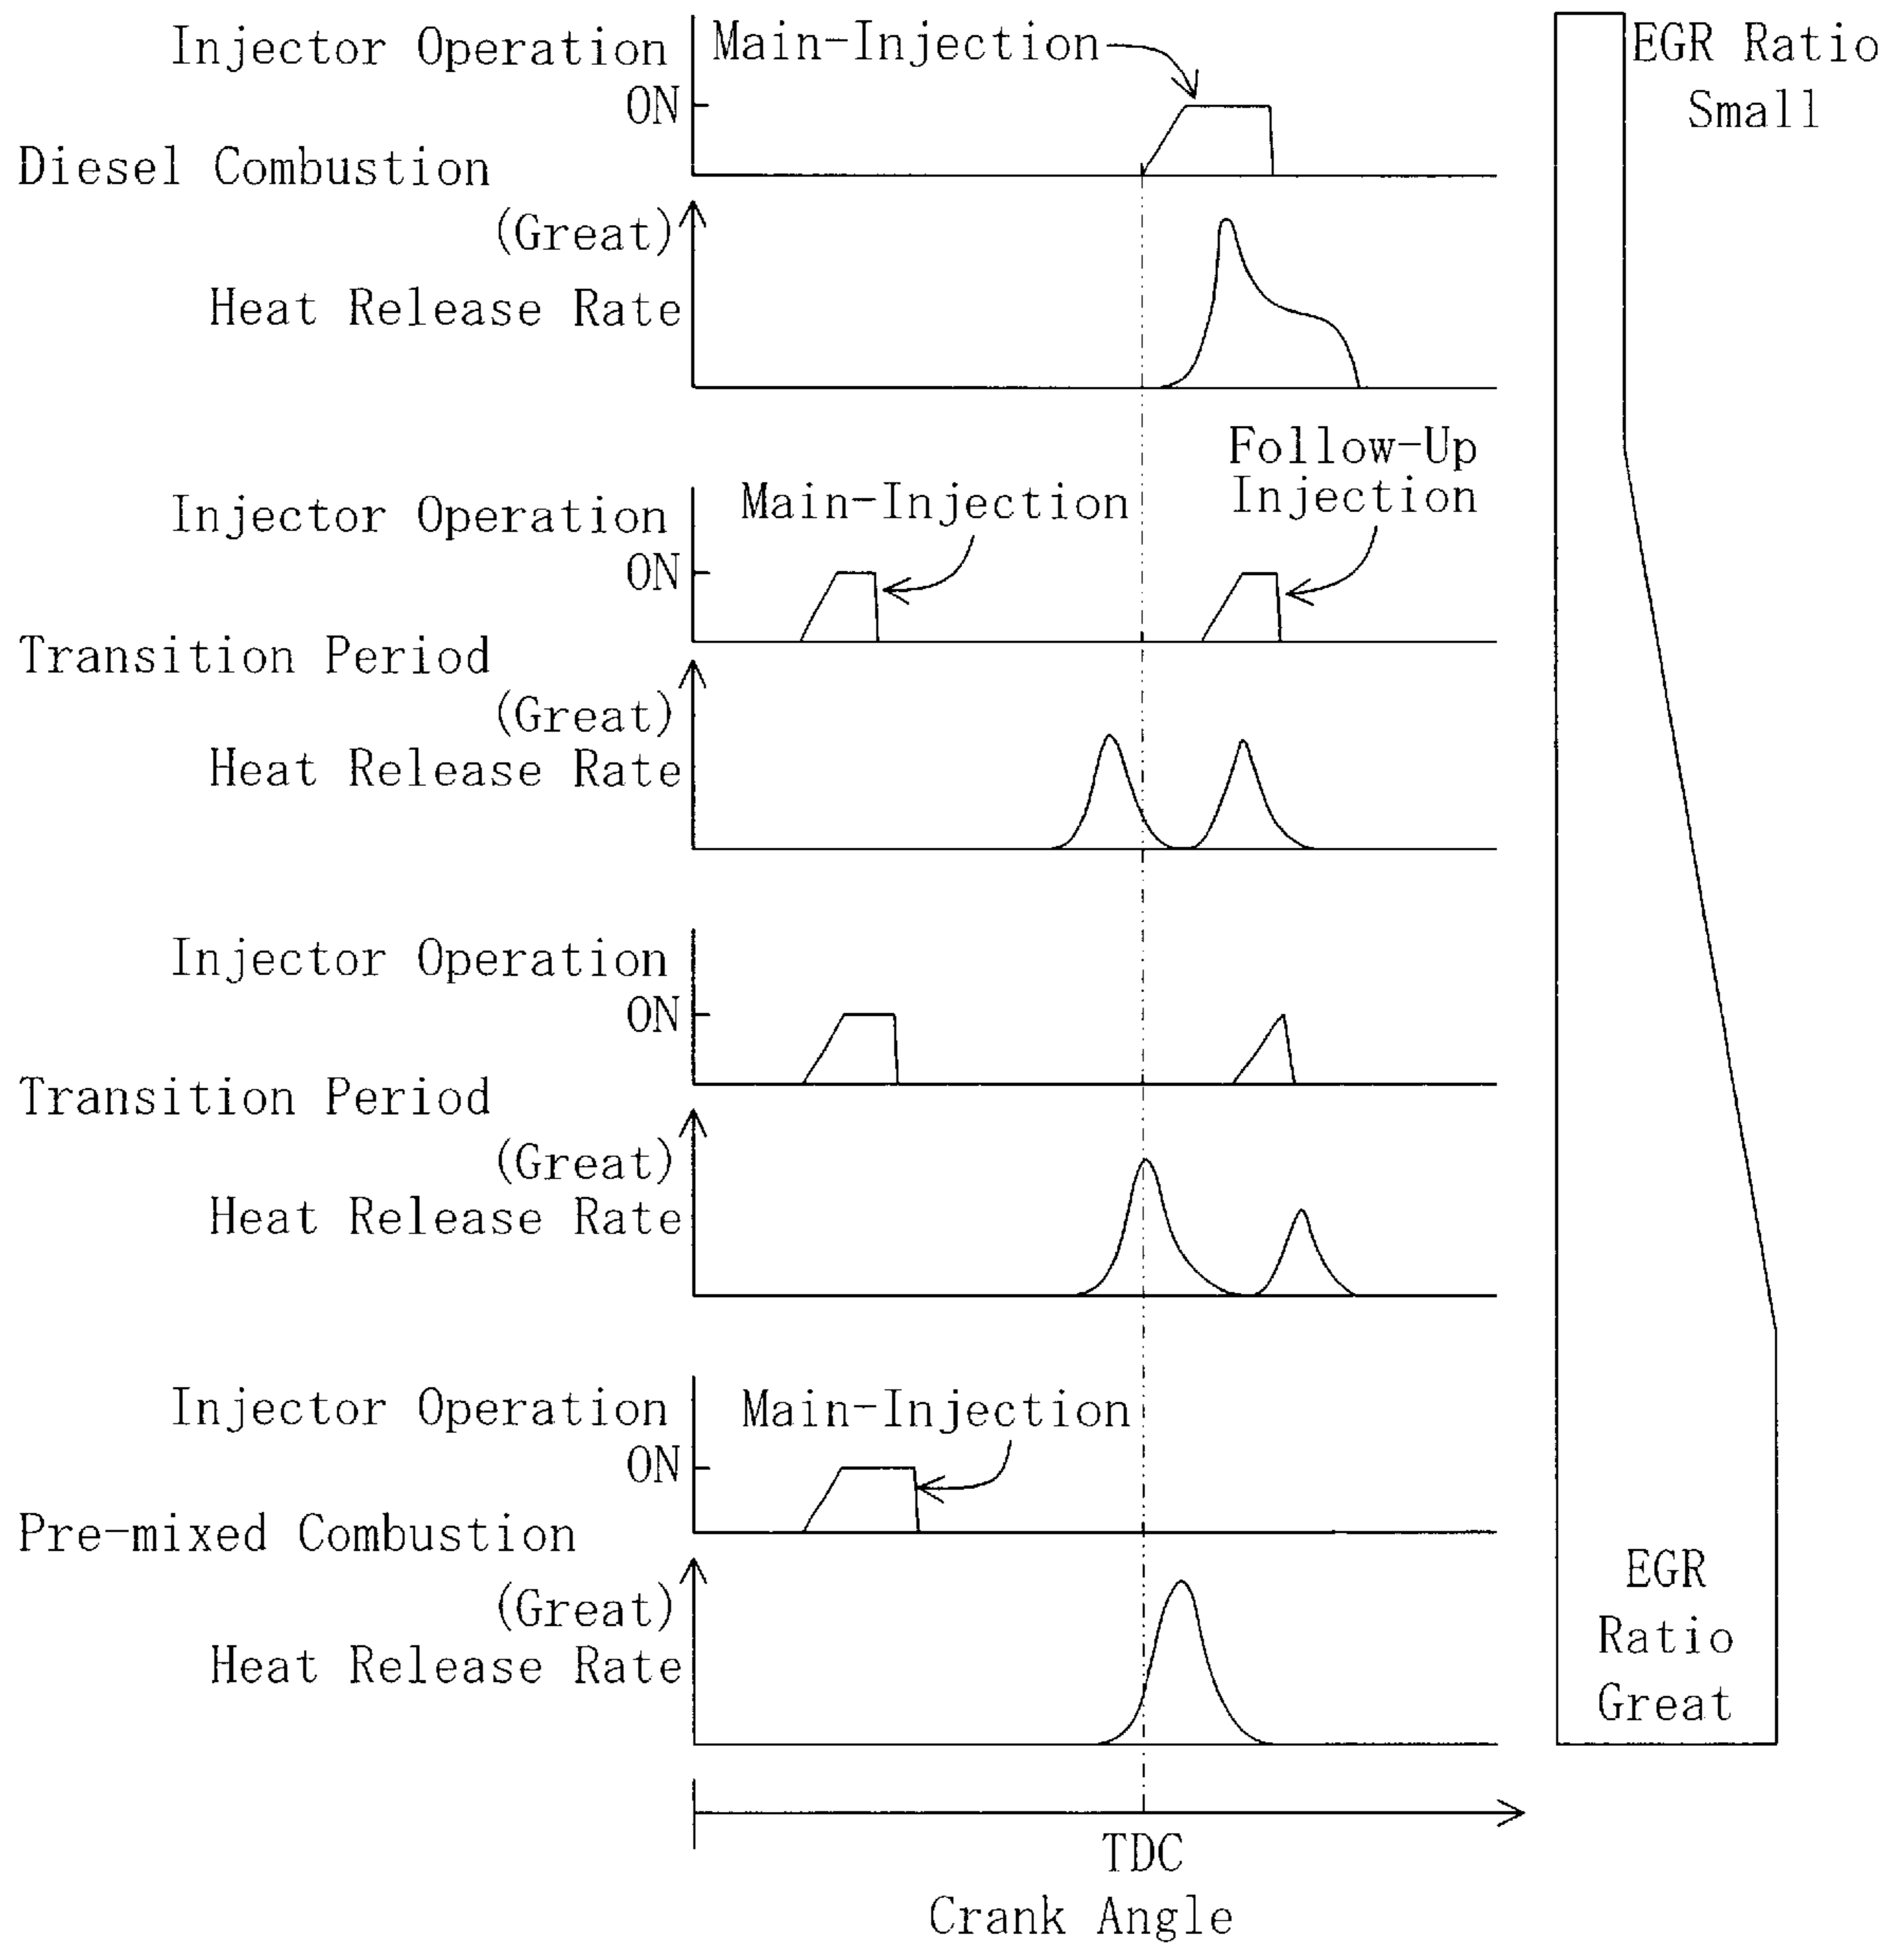 Injector Operation
Main-Injection
EGR Ratio
Small
ON
Diesel Combustion
(Great)
Heat Release Rate
Follow-Up
Injection
Injector Operation
Main-Injection
ON
Transition Period
(Great)
Heat Release Rate
Injector Operation
ON
Transition Period
(Great)
Heat Release Rate
Injector Operation
Main-Injection
ON
Pre-mixed Combustion
(Great)
Heat Release Rate
EGR
Ratio
Great
TDC
Crank Angle